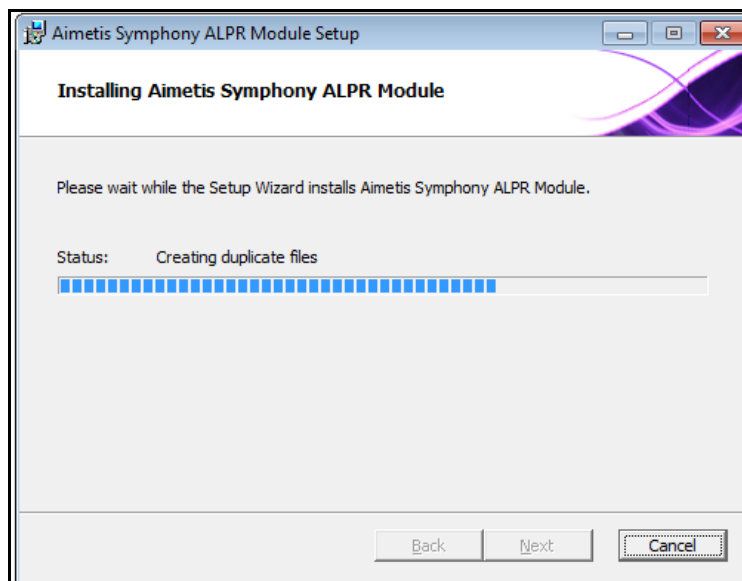 Aimetis Symphony ALPR Module Setup
Installing Aimetis Symphony ALPR Module
Please wait while the Setup Wizard installs Aimetis Symphony ALPR Module.
Status: Creating duplicate files
Back Next Cancel